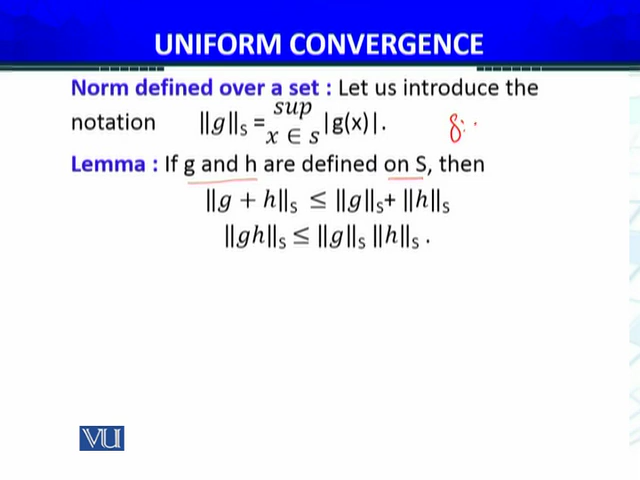 UNIFORM CONVERGENCE
Norm defined over a set : Let us introduce the
notation ||g||ₛ = sup x ∈ s |g(x)|.
Lemma : If g and h are defined on S, then
||g + h||ₛ ≤ ||g||ₛ+ ||h||ₛ
||gh||ₛ ≤ ||g||ₛ ||h||ₛ .
VU